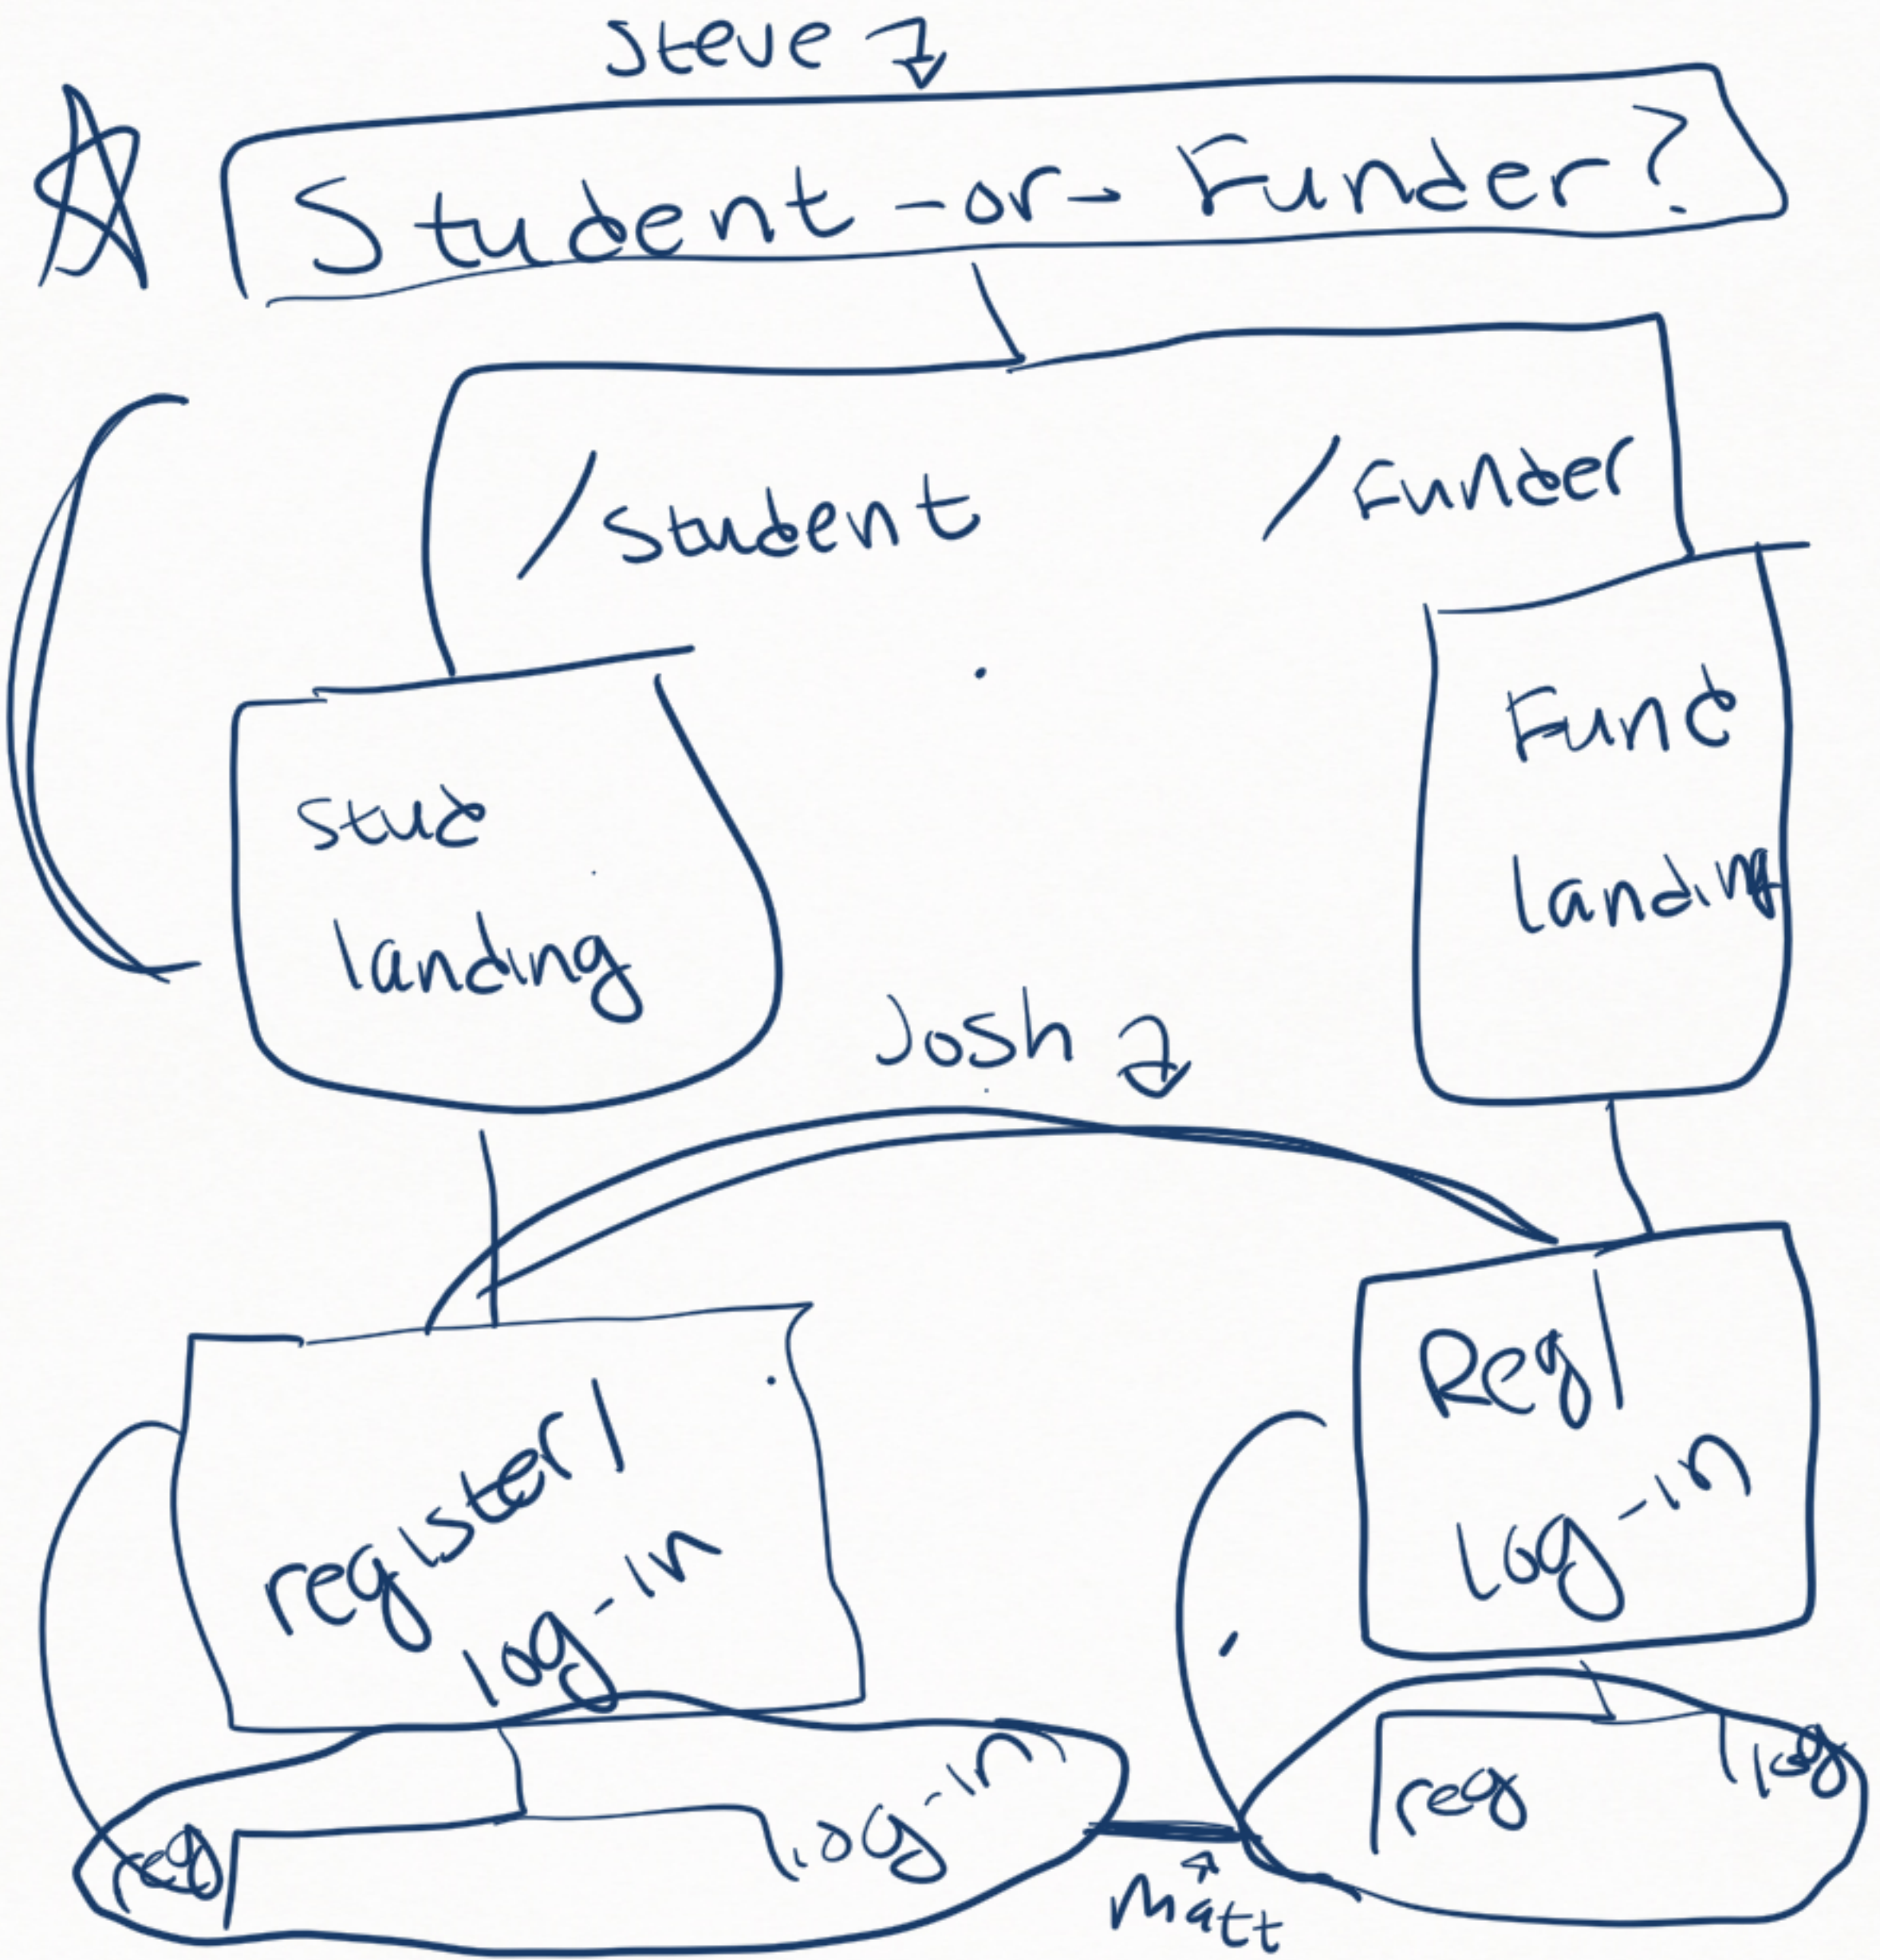 Steve
Student -or- Funder?
/Student
/Funder
Stud
landing
Fund
landing
Josh
register/
log-in
Reg/
Log-in
reg
log-in
reg
log
Matt